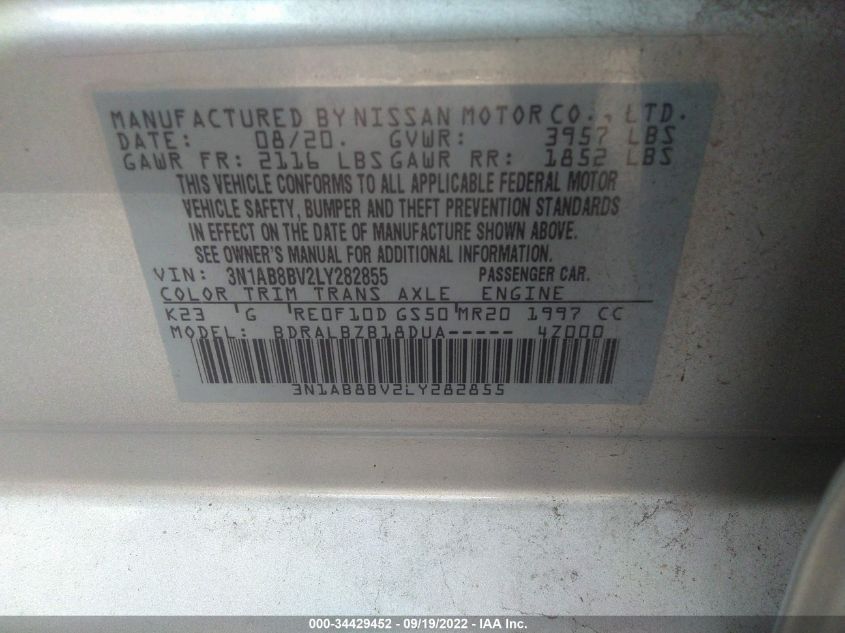 MANUFACTURED BY NISSAN MOTOR CO., LTD.
DATE: 08/20. GVWR: 3957 LBS
GAWR FR: 2116 LBS GAWR RR: 1852 LBS
THIS VEHICLE CONFORMS TO ALL APPLICABLE FEDERAL MOTOR
VEHICLE SAFETY, BUMPER AND THEFT PREVENTION STANDARDS
IN EFFECT ON THE DATE OF MANUFACTURE SHOWN ABOVE.
SEE OWNER'S MANUAL FOR ADDITIONAL INFORMATION.
VIN: 3N1AB8BV2LY282855 PASSENGER CAR.
COLOR TRIM TRANS AXLE ENGINE
K23 G RE0F10D GS50 MR20 1997 CC
MODEL: BDRALBZB18DUA----- 4Z000
3N1AB8BV2LY282855
000-34429452 - 09/19/2022 - IAA Inc.